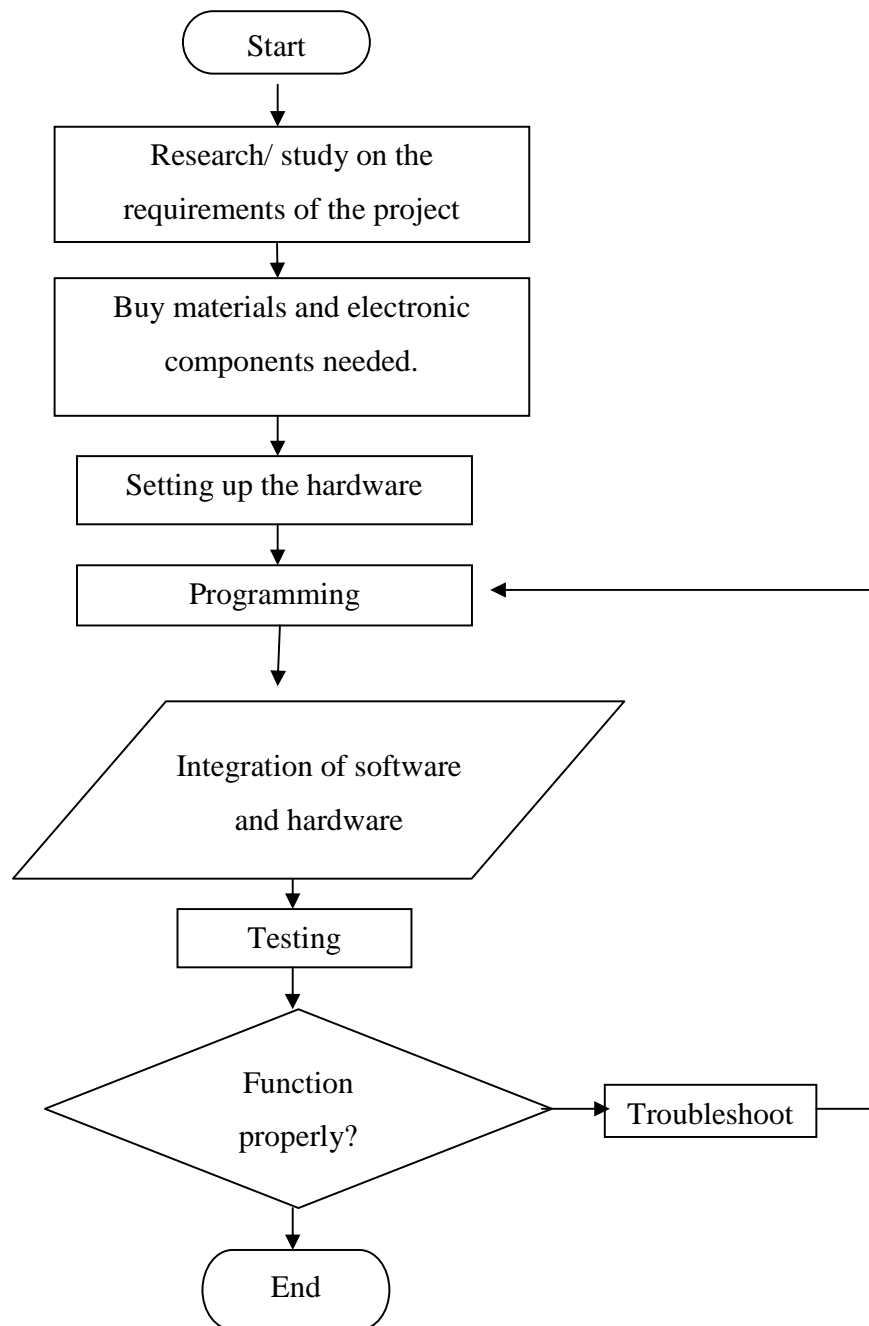 Start
Research/ study on the
requirements of the project
Buy materials and electronic
components needed.
Setting up the hardware
Programming
Integration of software
and hardware
Testing
Function
properly?
Troubleshoot
End